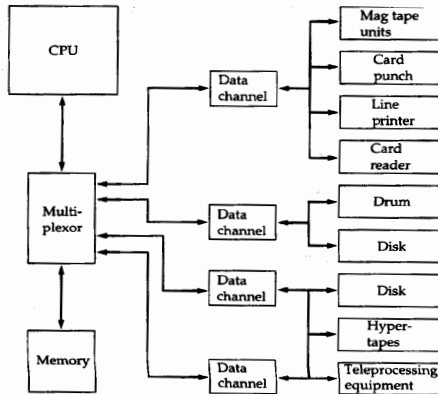 CPU
Multi-
plexor
Memory
Data
channel
Data
channel
Data
channel
Data
channel
Mag tape
units
Card
punch
Line
printer
Card
reader
Drum
Disk
Disk
Hyper-
tapes
Teleprocessing
equipment